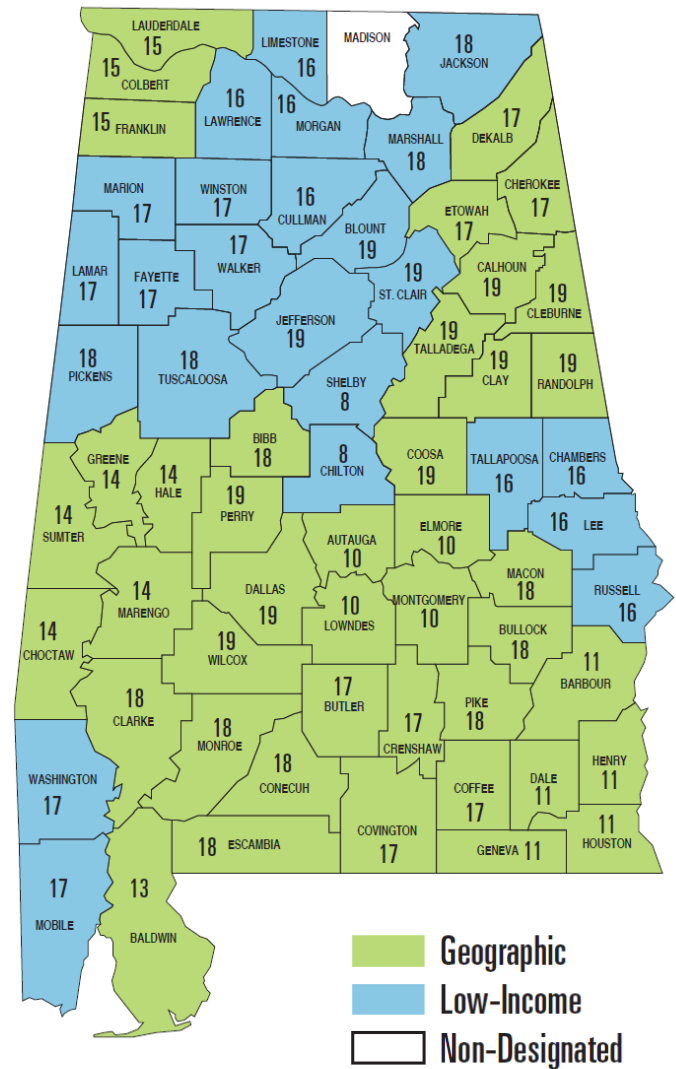 LAUDERDALE
15
LIMESTONE
16
MADISON
18
JACKSON
15
COLBERT
16
LAWRENCE
16
MORGAN
15 FRANKLIN
MARSHALL
18
17
DEKALB
CHEROKEE
17
MARION
17
WINSTON
17
16
CULLMAN
ETOWAH
17
BLOUNT
19
17
WALKER
LAMAR
17
FAYETTE
17
19
ST. CLAIR
CALHOUN
19
19
CLEBURNE
JEFFERSON
19
19
TALLADEGA
18
PICKENS
18
TUSCALOOSA
19
CLAY
19
RANDOLPH
SHELBY
8
BIBB
18
8
CHILTON
COOSA
19
TALLAPOOSA
16
CHAMBERS
16
GREENE
14
14
HALE
19
PERRY
14
SUMTER
AUTAUGA
10
ELMORE
10
16 LEE
MACON
18
RUSSELL
16
14
MARENGO
DALLAS
19
10
LOWNDES
MONTGOMERY
10
BULLOCK
18
14
CHOCTAW
19
WILCOX
11
BARBOUR
18
CLARKE
18
MONROE
17
BUTLER
17
CRENSHAW
PIKE
18
18
CONECUH
WASHINGTON
17
COFFEE
17
DALE
11
HENRY
11
18 ESCAMBIA
COVINGTON
17
GENEVA 11
11
HOUSTON
17
MOBILE
13
BALDWIN
Geographic
Low-Income
Non-Designated